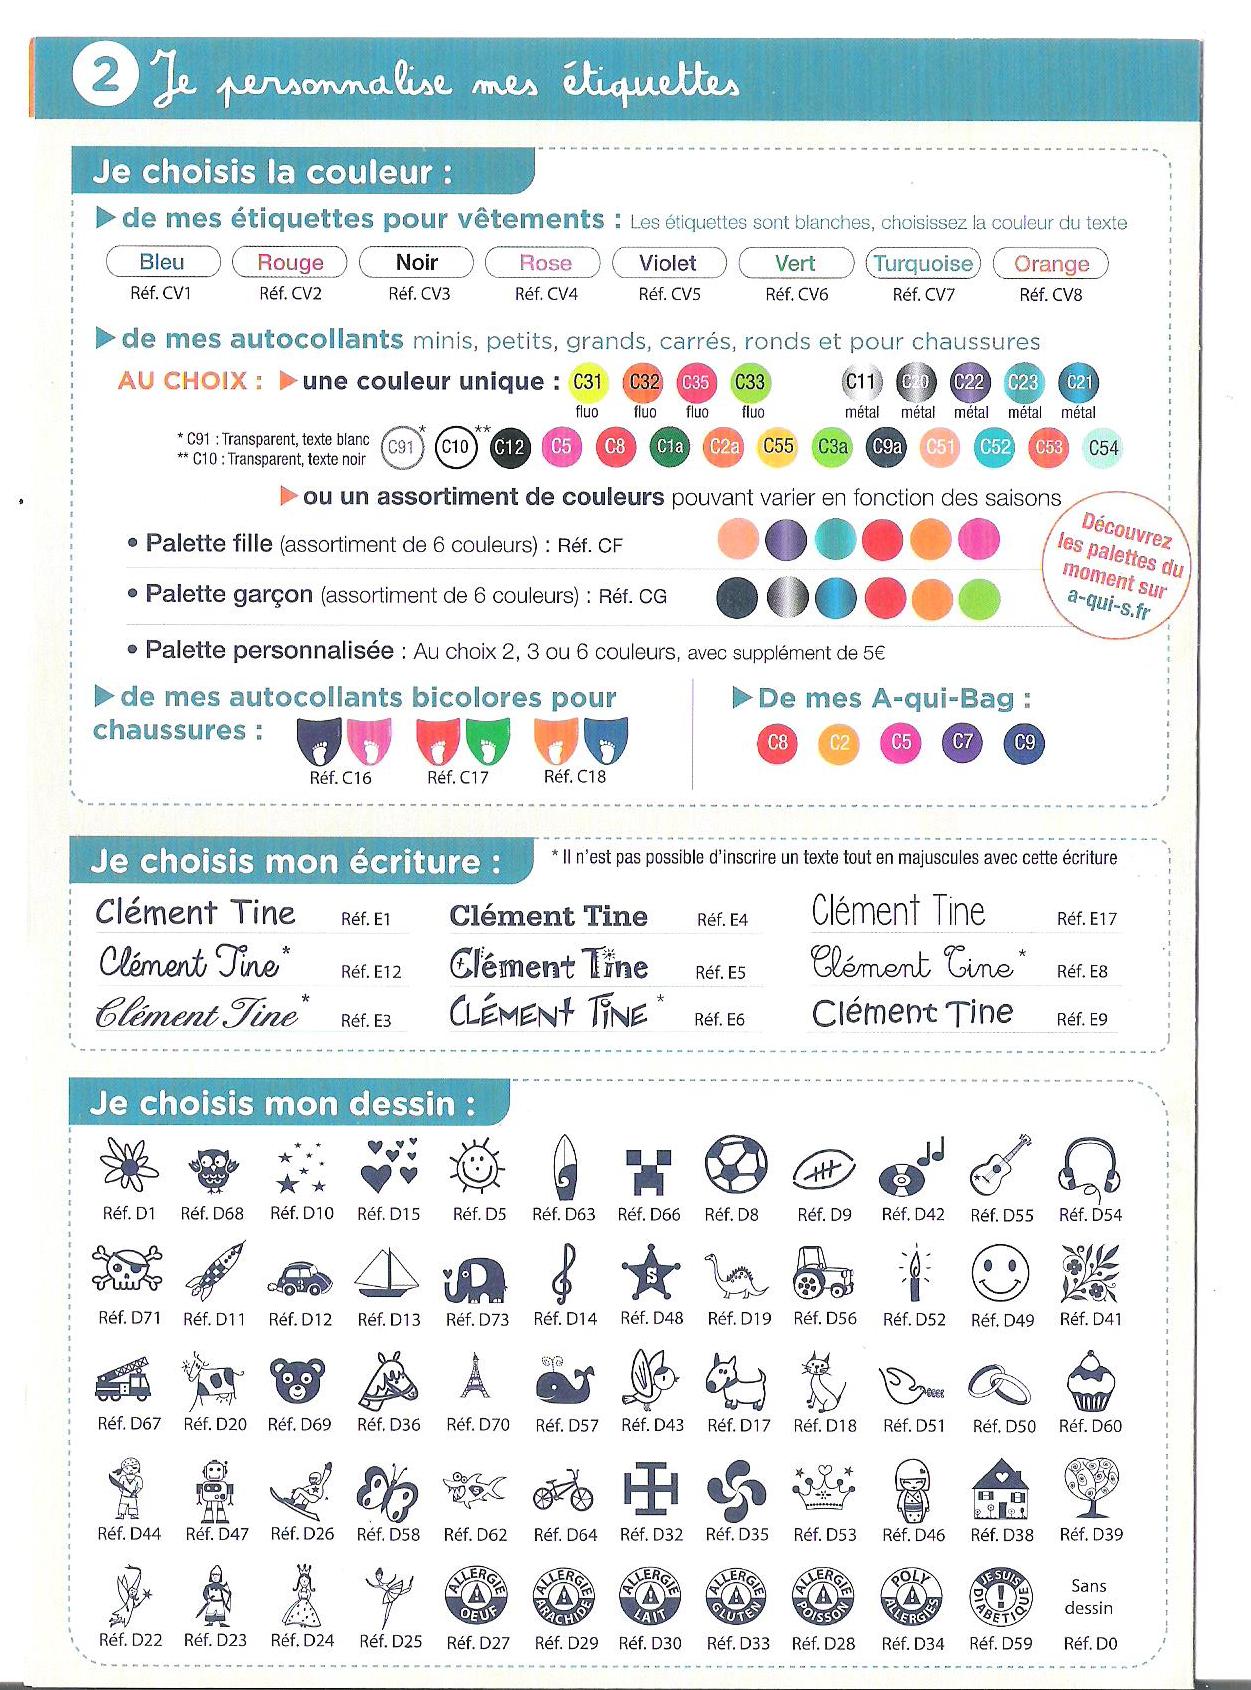 2 Je personnalise mes étiquettes
Je choisis la couleur :
de mes étiquettes pour vêtements : Les étiquettes sont blanches, choisissez la couleur du texte
Bleu Rouge Noir Rose Violet Vert Turquoise Orange
Réf. CV1 Réf. CV2 Réf. CV3 Réf. CV4 Réf. CV5 Réf. CV6 Réf. CV7 Réf. CV8
de mes autocollants minis, petits, grands, carrés, ronds et pour chaussures
AU CHOIX : une couleur unique : C31 C32 C35 C33 C11 C20 C22 C23 C21
fluo fluo fluo fluo métal métal métal métal métal
* C91 : Transparent, texte blanc
** C10 : Transparent, texte noir
C91 * C10 ** C12 C5 C8 C1a C2a C55 C3a C9a C51 C52 C53 C54
ou un assortiment de couleurs pouvant varier en fonction des saisons
• Palette fille (assortiment de 6 couleurs) : Réf. CF
• Palette garçon (assortiment de 6 couleurs) : Réf. CG
Découvrez
les palettes du
moment sur
a-qui-s.fr
• Palette personnalisée : Au choix 2, 3 ou 6 couleurs, avec supplément de 5€
de mes autocollants bicolores pour
chaussures :
Réf. C16 Réf. C17 Réf. C18
De mes A-qui-Bag :
C8 C2 C5 C7 C9
Je choisis mon écriture :
* Il n'est pas possible d'inscrire un texte tout en majuscules avec cette écriture
Clément Tine Réf. E1 Clément Tine Réf. E4 Clément Tine Réf. E17
Clément Tine * Réf. E12 Clément Tine Réf. E5 Clément Tine * Réf. E8
Clément Tine * Réf. E3 CLÉMENt TiNE * Réf. E6 Clément Tine Réf. E9
Je choisis mon dessin :
Réf. D1 Réf. D68 Réf. D10 Réf. D15 Réf. D5 Réf. D63 Réf. D66 Réf. D8 Réf. D9 Réf. D42 Réf. D55 Réf. D54
S
Réf. D71 Réf. D11 Réf. D12 Réf. D13 Réf. D73 Réf. D14 Réf. D48 Réf. D19 Réf. D56 Réf. D52 Réf. D49 Réf. D41
Réf. D67 Réf. D20 Réf. D69 Réf. D36 Réf. D70 Réf. D57 Réf. D43 Réf. D17 Réf. D18 Réf. D51 Réf. D50 Réf. D60
Réf. D44 Réf. D47 Réf. D26 Réf. D58 Réf. D62 Réf. D64 Réf. D32 Réf. D35 Réf. D53 Réf. D46 Réf. D38 Réf. D39
ALLERGIE OEUF ALLERGIE ARACHIDE ALLERGIE LAIT ALLERGIE GLUTEN ALLERGIE POISSON POLY ALLERGIES JE SUIS DIABÉTIQUE Sans
dessin
Réf. D22 Réf. D23 Réf. D24 Réf. D25 Réf. D27 Réf. D29 Réf. D30 Réf. D33 Réf. D28 Réf. D34 Réf. D59 Réf. D0